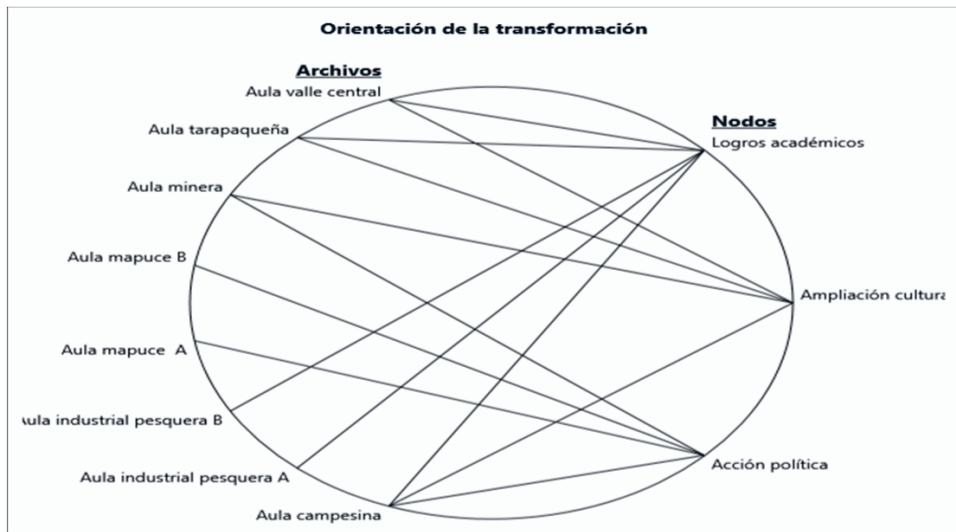 Orientación de la transformación
Archivos
Aula valle central
Aula tarapaqueña
Aula minera
Aula mapuce B
Aula mapuce A
ula industrial pesquera B
Aula industrial pesquera A
Aula campesina
Nodos
Logros académicos
Ampliación cultura
Acción política